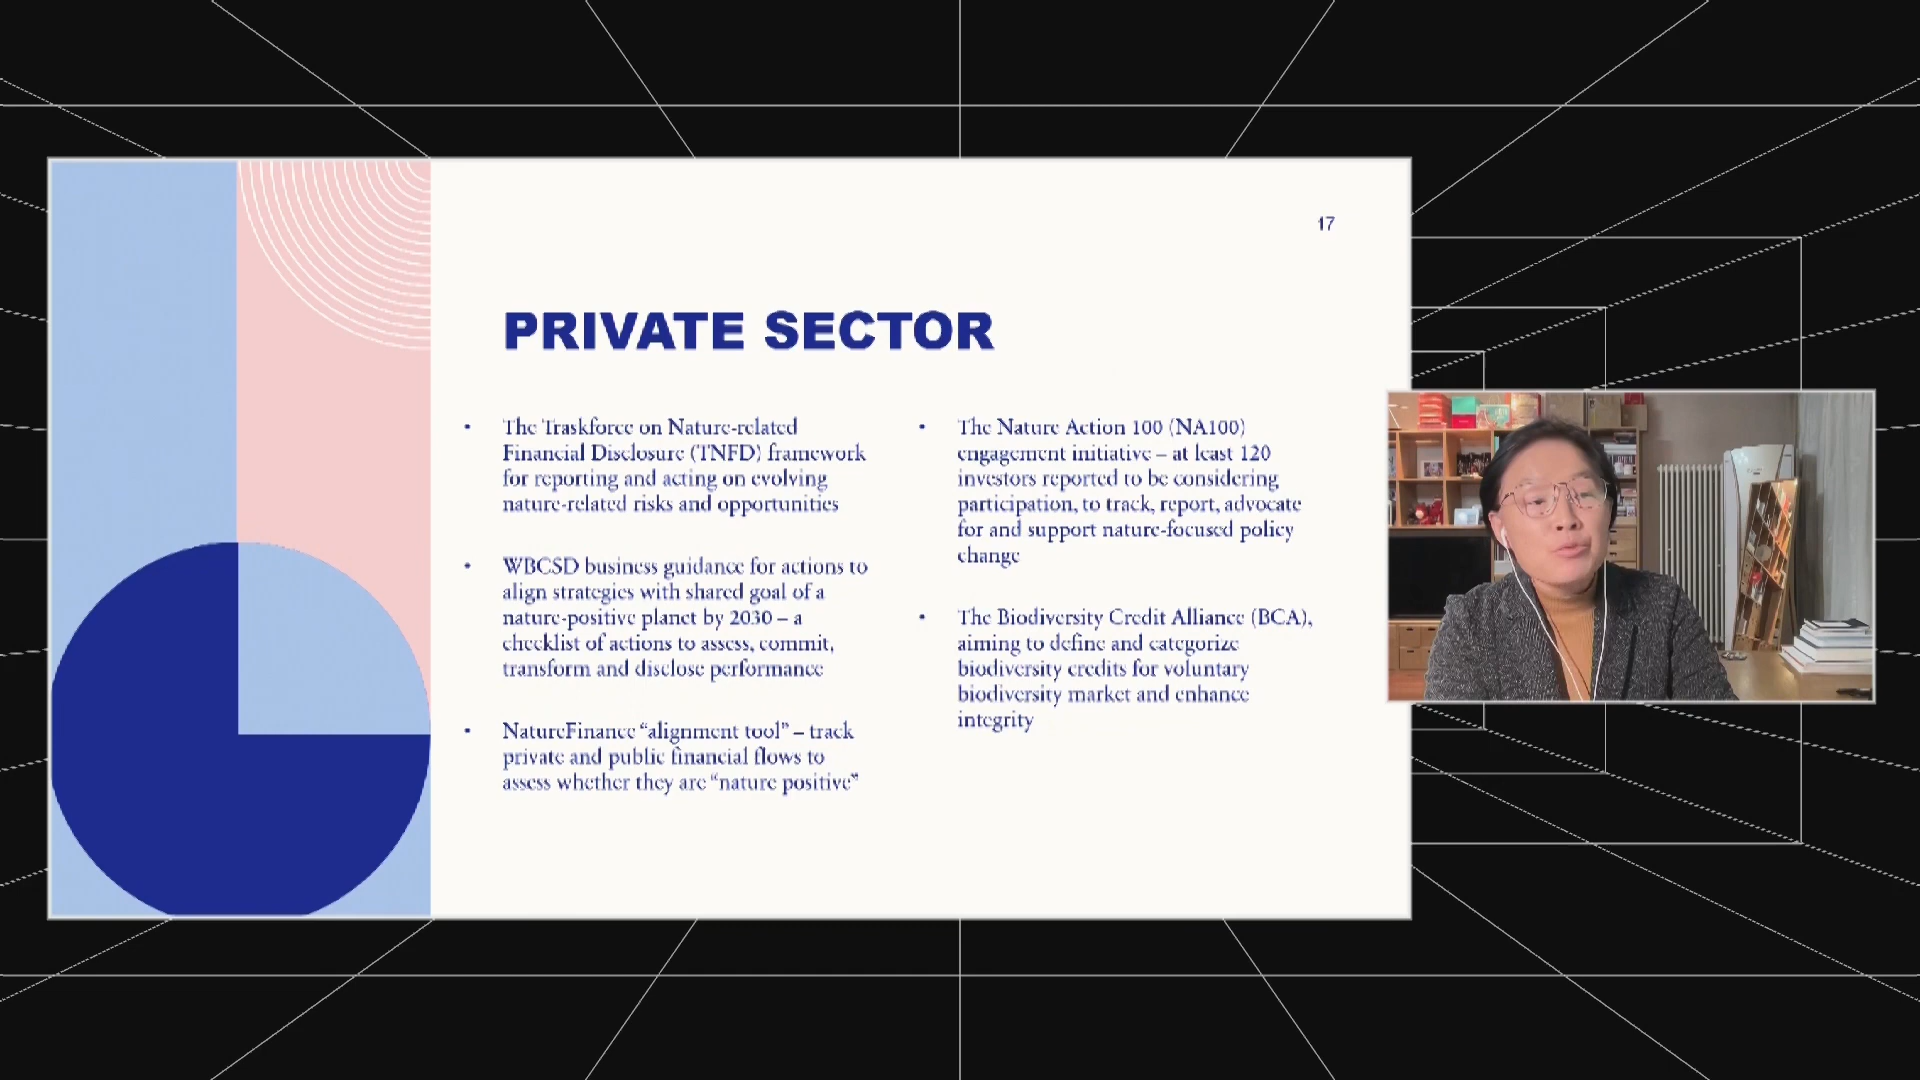 17
PRIVATE SECTOR
• The Traskforce on Nature-related
Financial Disclosure (TNFD) framework
for reporting and acting on evolving
nature-related risks and opportunities
• WBCSD business guidance for actions to
align strategies with shared goal of a
nature-positive planet by 2030 – a
checklist of actions to assess, commit,
transform and disclose performance
• NatureFinance “alignment tool” – track
private and public financial flows to
assess whether they are “nature positive”
• The Nature Action 100 (NA100)
engagement initiative – at least 120
investors reported to be considering
participation, to track, report, advocate
for and support nature-focused policy
change
• The Biodiversity Credit Alliance (BCA),
aiming to define and categorize
biodiversity credits for voluntary
biodiversity market and enhance
integrity